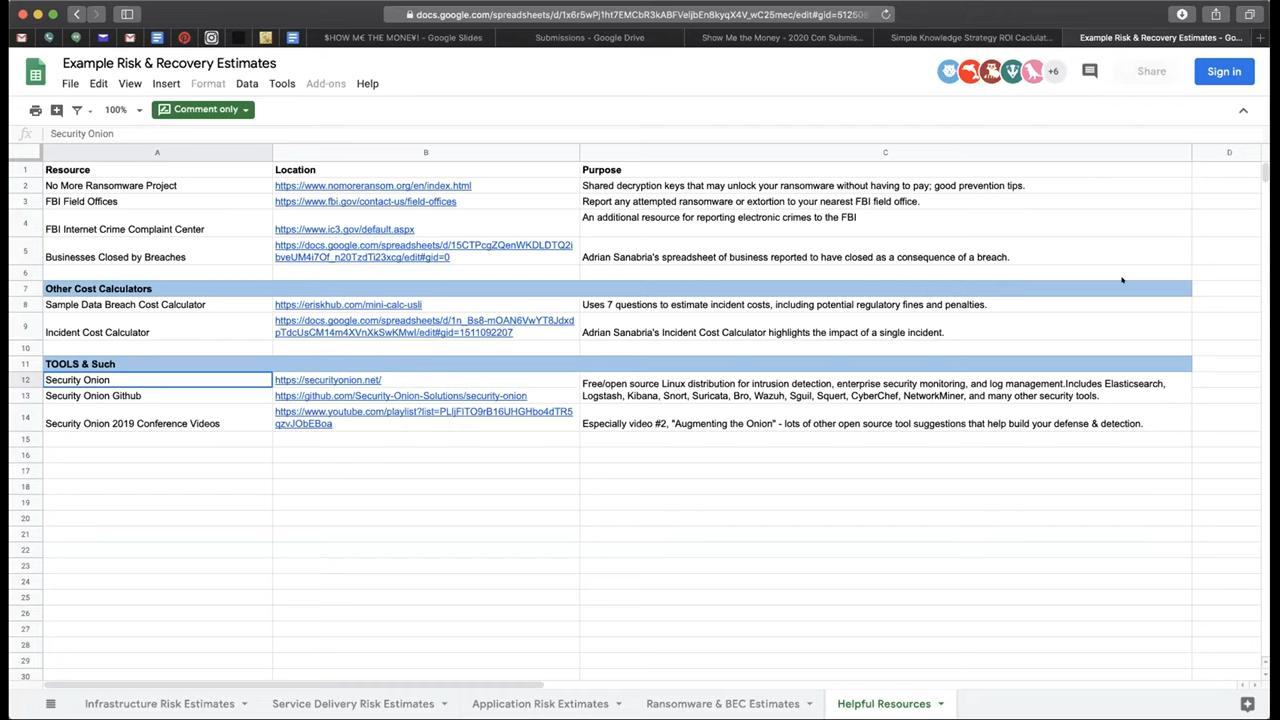 docs.google.com/spreadsheets/d/1x6r5wPj1ht7EMCbR3kABFVeljbEn8kyqX4V_wC25mec/edit#gid=512506
$HOW M€ THE MONE¥! - Google Slides
Submissions - Google Drive
Show Me the Money - 2020 Con Submis...
Simple Knowledge Strategy ROI Caclulat...
Example Risk & Recovery Estimates - Go...
Example Risk & Recovery Estimates
+6
Share
Sign in
File Edit View Insert Format Data Tools Add-ons Help
100%
Comment only
fx Security Onion
A B C D
1 Resource Location Purpose
2 No More Ransomware Project https://www.nomoreransom.org/en/index.html Shared decryption keys that may unlock your ransomware without having to pay; good prevention tips.
3 FBI Field Offices https://www.fbi.gov/contact-us/field-offices Report any attempted ransomware or extortion to your nearest FBI field office.
An additional resource for reporting electronic crimes to the FBI
4 FBI Internet Crime Complaint Center https://www.ic3.gov/default.aspx
https://docs.google.com/spreadsheets/d/15CTPcgZQenWKDLDTQ2i
5 Businesses Closed by Breaches bveUM4i7Of_n20TzdTi23xcg/edit#gid=0 Adrian Sanabria's spreadsheet of business reported to have closed as a consequence of a breach.
6
7 Other Cost Calculators
8 Sample Data Breach Cost Calculator https://eriskhub.com/mini-calc-usli Uses 7 questions to estimate incident costs, including potential regulatory fines and penalties.
https://docs.google.com/spreadsheets/d/1n_Bs8-mOAN6VwYT8Jdxd
9 Incident Cost Calculator pTdcUsCM14m4XVnXkSwKMwI/edit#gid=1511092207 Adrian Sanabria's Incident Cost Calculator highlights the impact of a single incident.
10
11 TOOLS & Such
12 Security Onion https://securityonion.net/ Free/open source Linux distribution for intrusion detection, enterprise security monitoring, and log management.Includes Elasticsearch,
13 Security Onion Github https://github.com/Security-Onion-Solutions/security-onion Logstash, Kibana, Snort, Suricata, Bro, Wazuh, Sguil, Squert, CyberChef, NetworkMiner, and many other security tools.
https://www.youtube.com/playlist?list=PLljFlTO9rB16UHGHbo4dTR5
14 Security Onion 2019 Conference Videos qzvJObEBoa Especially video #2, "Augmenting the Onion" - lots of other open source tool suggestions that help build your defense & detection.
15
16
17
18
19
20
21
22
23
24
25
26
27
28
29
30
Infrastructure Risk Estimates Service Delivery Risk Estimates Application Risk Estimates Ransomware & BEC Estimates Helpful Resources